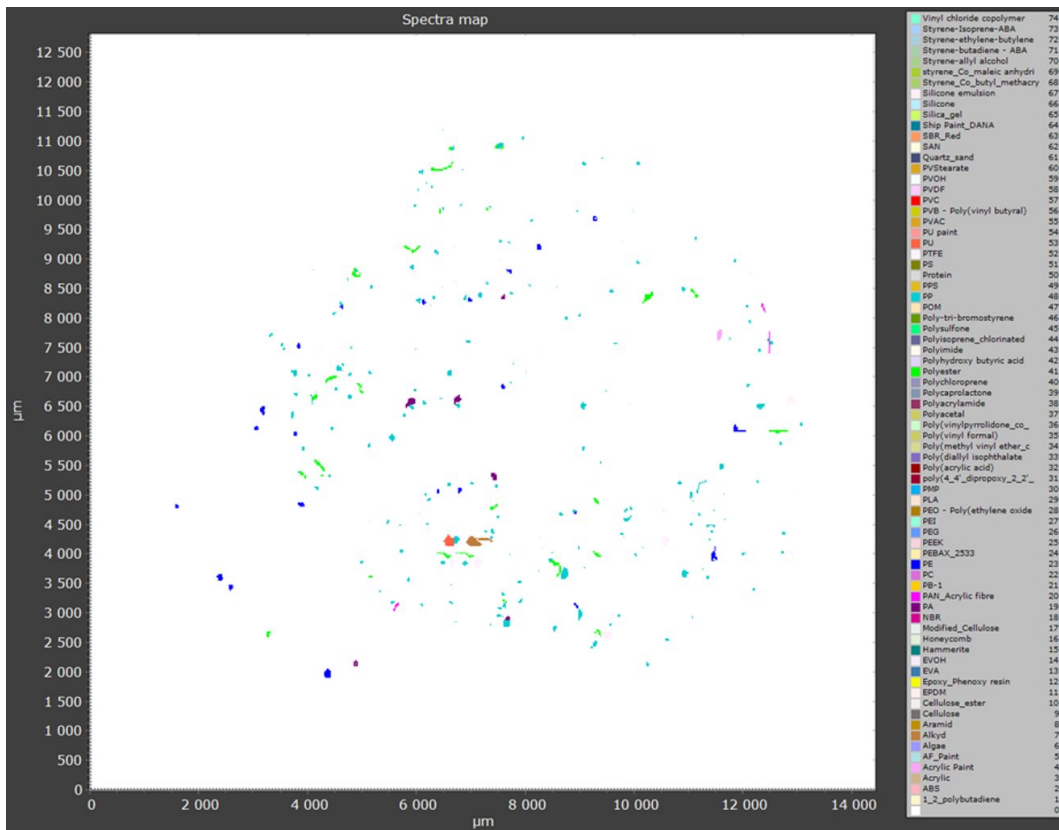 Spectra map
12 500
12 000
11 500
11 000
10 500
10 000
9 500
9 000
8 500
8 000
7 500
7 000
6 500
6 000
5 500
5 000
4 500
4 000
3 500
3 000
2 500
2 000
1 500
1 000
500
0
µm
0 2 000 4 000 6 000 8 000 10 000 12 000 14 000
µm
Vinyl chloride copolymer 74
Styrene-Isoprene-ABA 73
Styrene-ethylene-butylene 72
Styrene-butadiene - ABA 71
Styrene-allyl alcohol 70
styrene_Co_maleic anhydri 69
Styrene_Co_butyl_methacry 68
Silicone emulsion 67
Silicone 66
Silica_gel 65
Ship Paint_DANA 64
SBR_Red 63
SAN 62
Quartz_sand 61
PVStearate 60
PVOH 59
PVDF 58
PVC 57
PVB - Poly(vinyl butyral) 56
PVAC 55
PU paint 54
PU 53
PTFE 52
PS 51
Protein 50
PPS 49
PP 48
POM 47
Poly-tri-bromostyrene 46
Polysulfone 45
Polyisoprene_chlorinated 44
Polyimide 43
Polyhydroxy butyric acid 42
Polyester 41
Polychloroprene 40
Polycaprolactone 39
Polyacrylamide 38
Polyacetal 37
Poly(vinylpyrrolidone_co_ 36
Poly(vinyl formal) 35
Poly(methyl vinyl ether_c 34
Poly(diallyl isophthalate 33
Poly(acrylic acid) 32
poly(4_4'_dipropoxy_2_2'_ 31
PMP 30
PLA 29
PEO - Poly(ethylene oxide 28
PEI 27
PEG 26
PEEK 25
PEBAX_2533 24
PE 23
PC 22
PB-1 21
PAN_Acrylic fibre 20
PA 19
NBR 18
Modified_Cellulose 17
Honeycomb 16
Hammerite 15
EVOH 14
EVA 13
Epoxy_Phenoxy resin 12
EPDM 11
Cellulose_ester 10
Cellulose 9
Aramid 8
Alkyd 7
Algae 6
AF_Paint 5
Acrylic Paint 4
Acrylic 3
ABS 2
1_2_polybutadiene 1
0